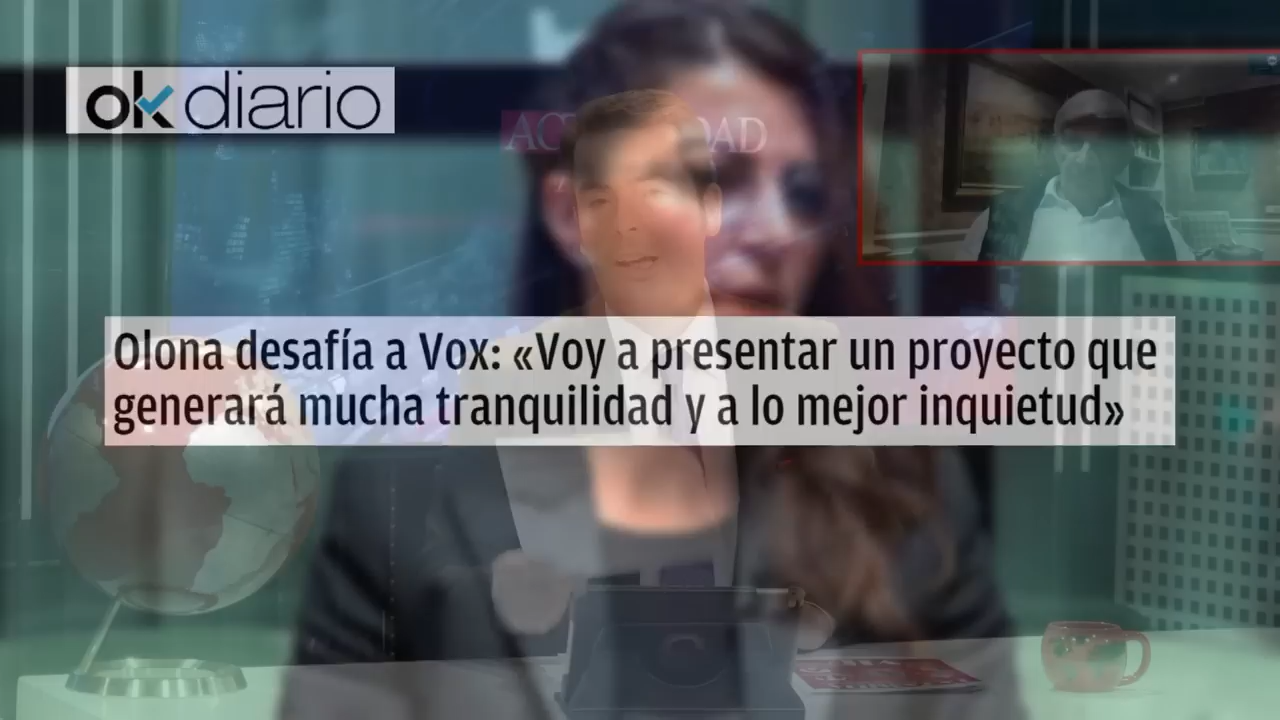 okdiario
Olona desafía a Vox: «Voy a presentar un proyecto que
generará mucha tranquilidad y a lo mejor inquietud»